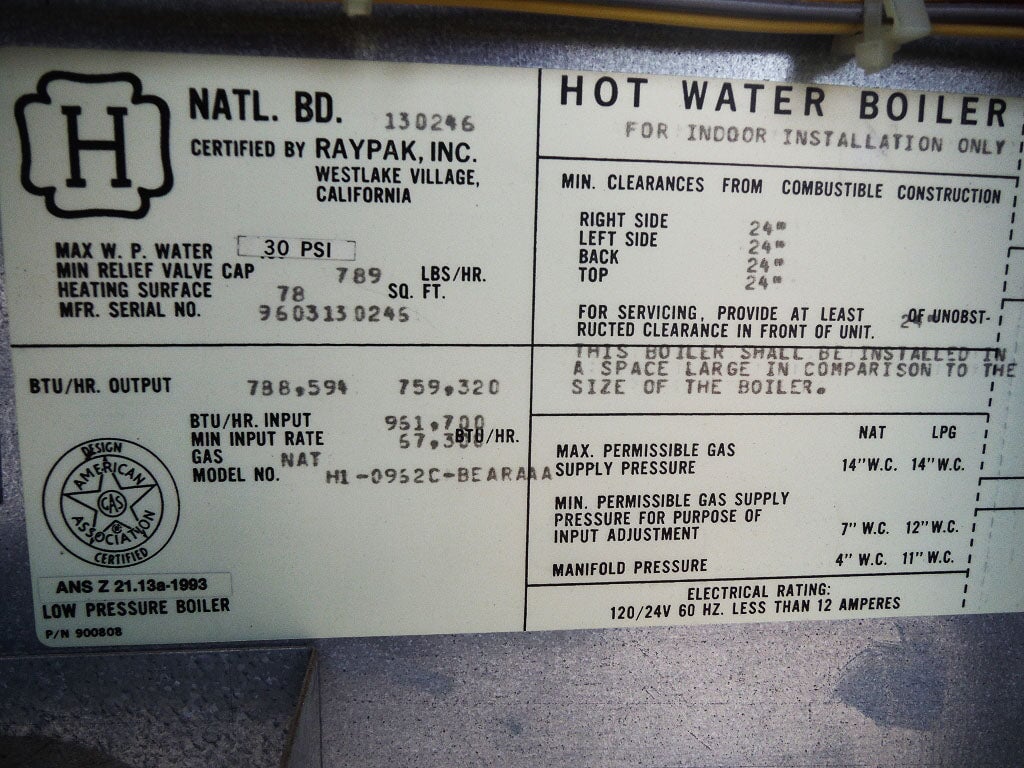 H
NATL. BD. 130246
CERTIFIED BY RAYPAK, INC.
WESTLAKE VILLAGE,
CALIFORNIA
MAX W. P. WATER 30 PSI
MIN RELIEF VALVE CAP 789 LBS/HR.
HEATING SURFACE 78 SQ. FT.
MFR. SERIAL NO. 9603130246
BTU/HR. OUTPUT 788,594 759,320
BTU/HR. INPUT 961,700
MIN INPUT RATE 67,300 BTU/HR.
GAS NAT
MODEL NO. H1-0962C-BEARAAA
DESIGN
AMERICAN
GAS
®
ASSOCIATION
CERTIFIED
ANS Z 21.13a-1993
LOW PRESSURE BOILER
P/N 900808
HOT WATER BOILER
FOR INDOOR INSTALLATION ONLY
MIN. CLEARANCES FROM COMBUSTIBLE CONSTRUCTION
RIGHT SIDE 24"
LEFT SIDE 24"
BACK 24"
TOP 24"
FOR SERVICING, PROVIDE AT LEAST 24" OF UNOBST-
RUCTED CLEARANCE IN FRONT OF UNIT.
THIS BOILER SHALL BE INSTALLED IN
A SPACE LARGE IN COMPARISON TO THE
SIZE OF THE BOILER.
NAT LPG
MAX. PERMISSIBLE GAS
SUPPLY PRESSURE 14" W.C. 14" W.C.
MIN. PERMISSIBLE GAS SUPPLY
PRESSURE FOR PURPOSE OF
INPUT ADJUSTMENT 7" W.C. 12" W.C.
MANIFOLD PRESSURE 4" W.C. 11" W.C.
ELECTRICAL RATING:
120/24V 60 HZ. LESS THAN 12 AMPERES